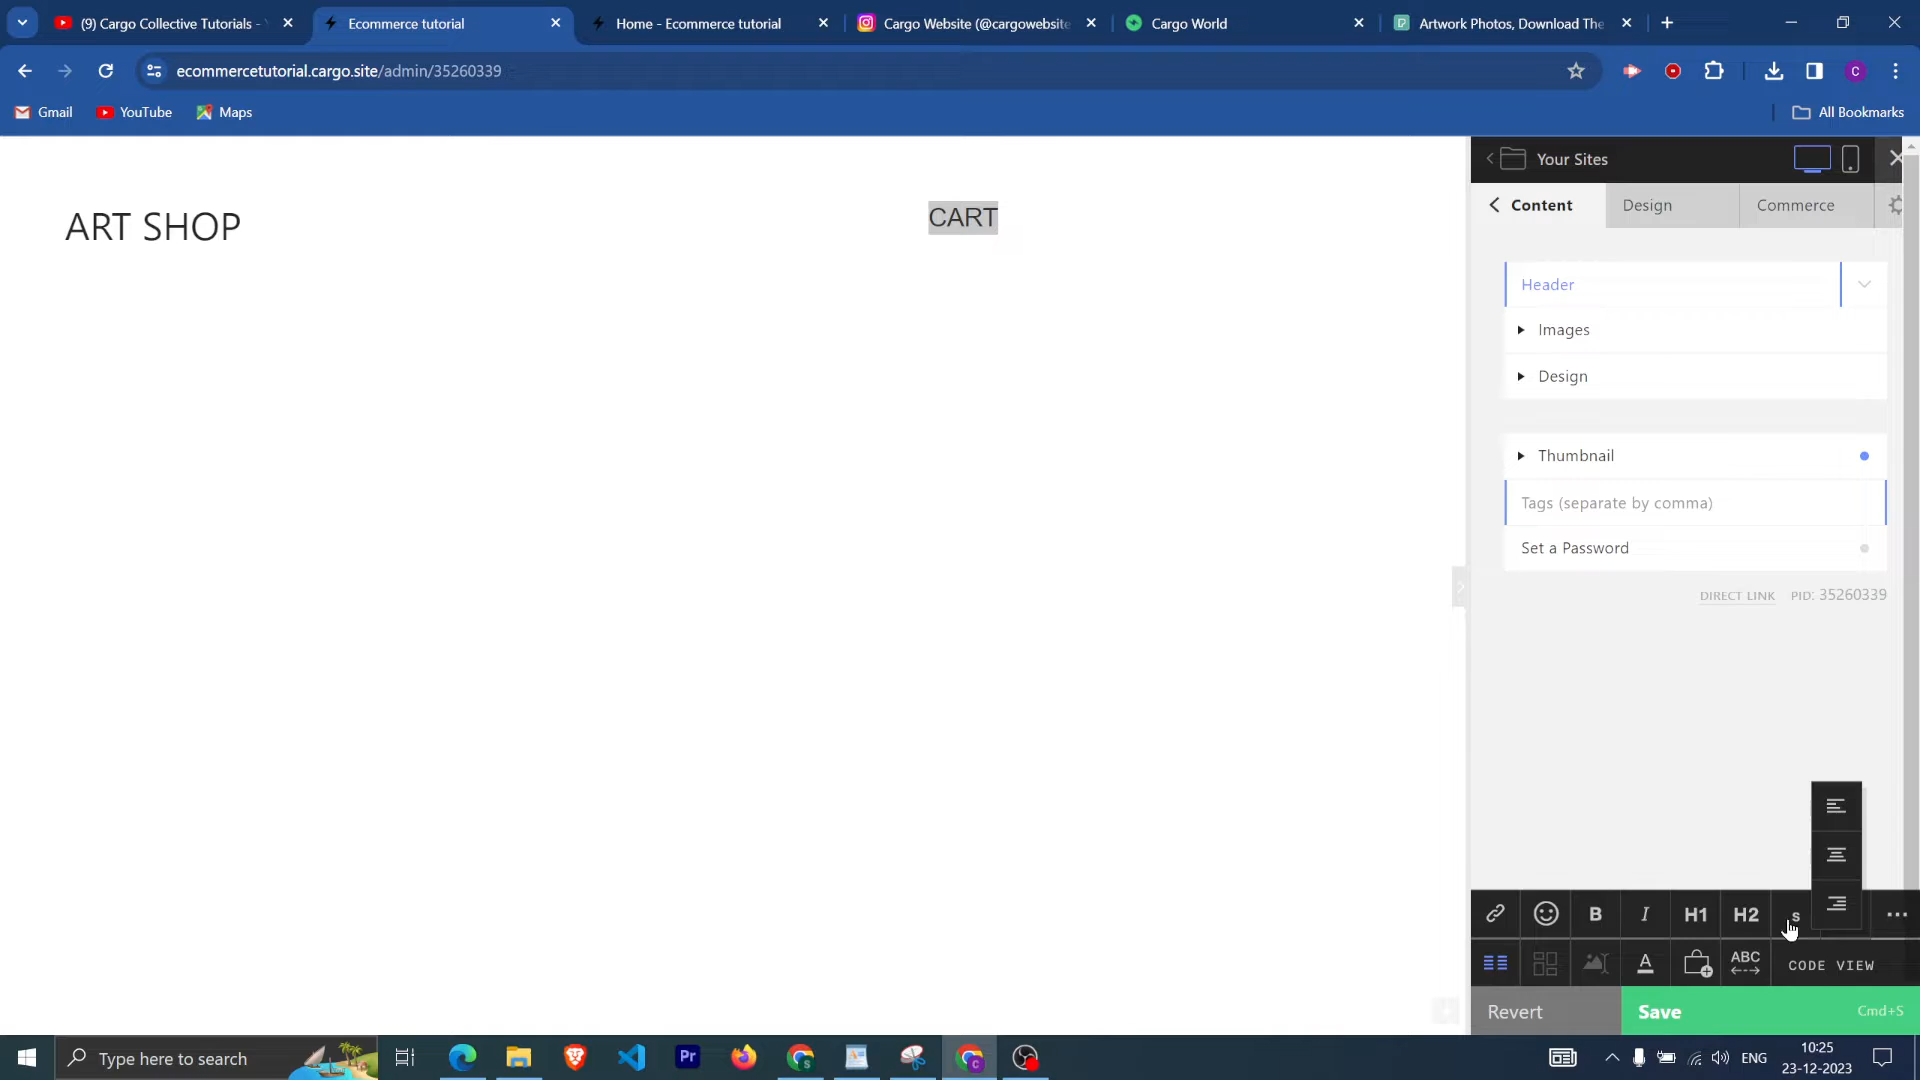 (9) Cargo Collective Tutorials -
Ecommerce tutorial
Home - Ecommerce tutorial
Cargo Website (@cargowebsite
Cargo World
Artwork Photos, Download The
ecommercetutorial.cargo.site/admin/35260339
C
Gmail
YouTube
Maps
All Bookmarks
ART SHOP
CART
Your Sites
Content
Design
Commerce
Header
Images
Design
Thumbnail
Tags (separate by comma)
Set a Password
DIRECT LINK PID: 35260339
B I H1 H2 s
A ABC CODE VIEW
Revert
Save Cmd+S
Type here to search
Pr
ENG
10:25
23-12-2023